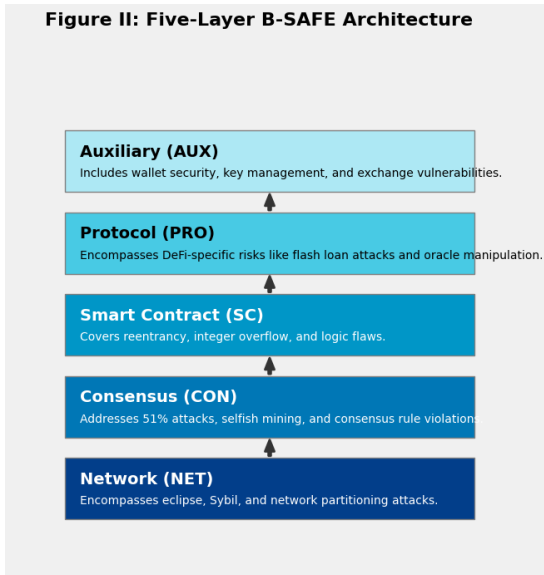 Figure II: Five-Layer B-SAFE Architecture
Auxiliary (AUX)
Includes wallet security, key management, and exchange vulnerabilities.
Protocol (PRO)
Encompasses DeFi-specific risks like flash loan attacks and oracle manipulation.
Smart Contract (SC)
Covers reentrancy, integer overflow, and logic flaws.
Consensus (CON)
Addresses 51% attacks, selfish mining, and consensus rule violations
Network (NET)
Encompasses eclipse, Sybil, and network partitioning attacks.